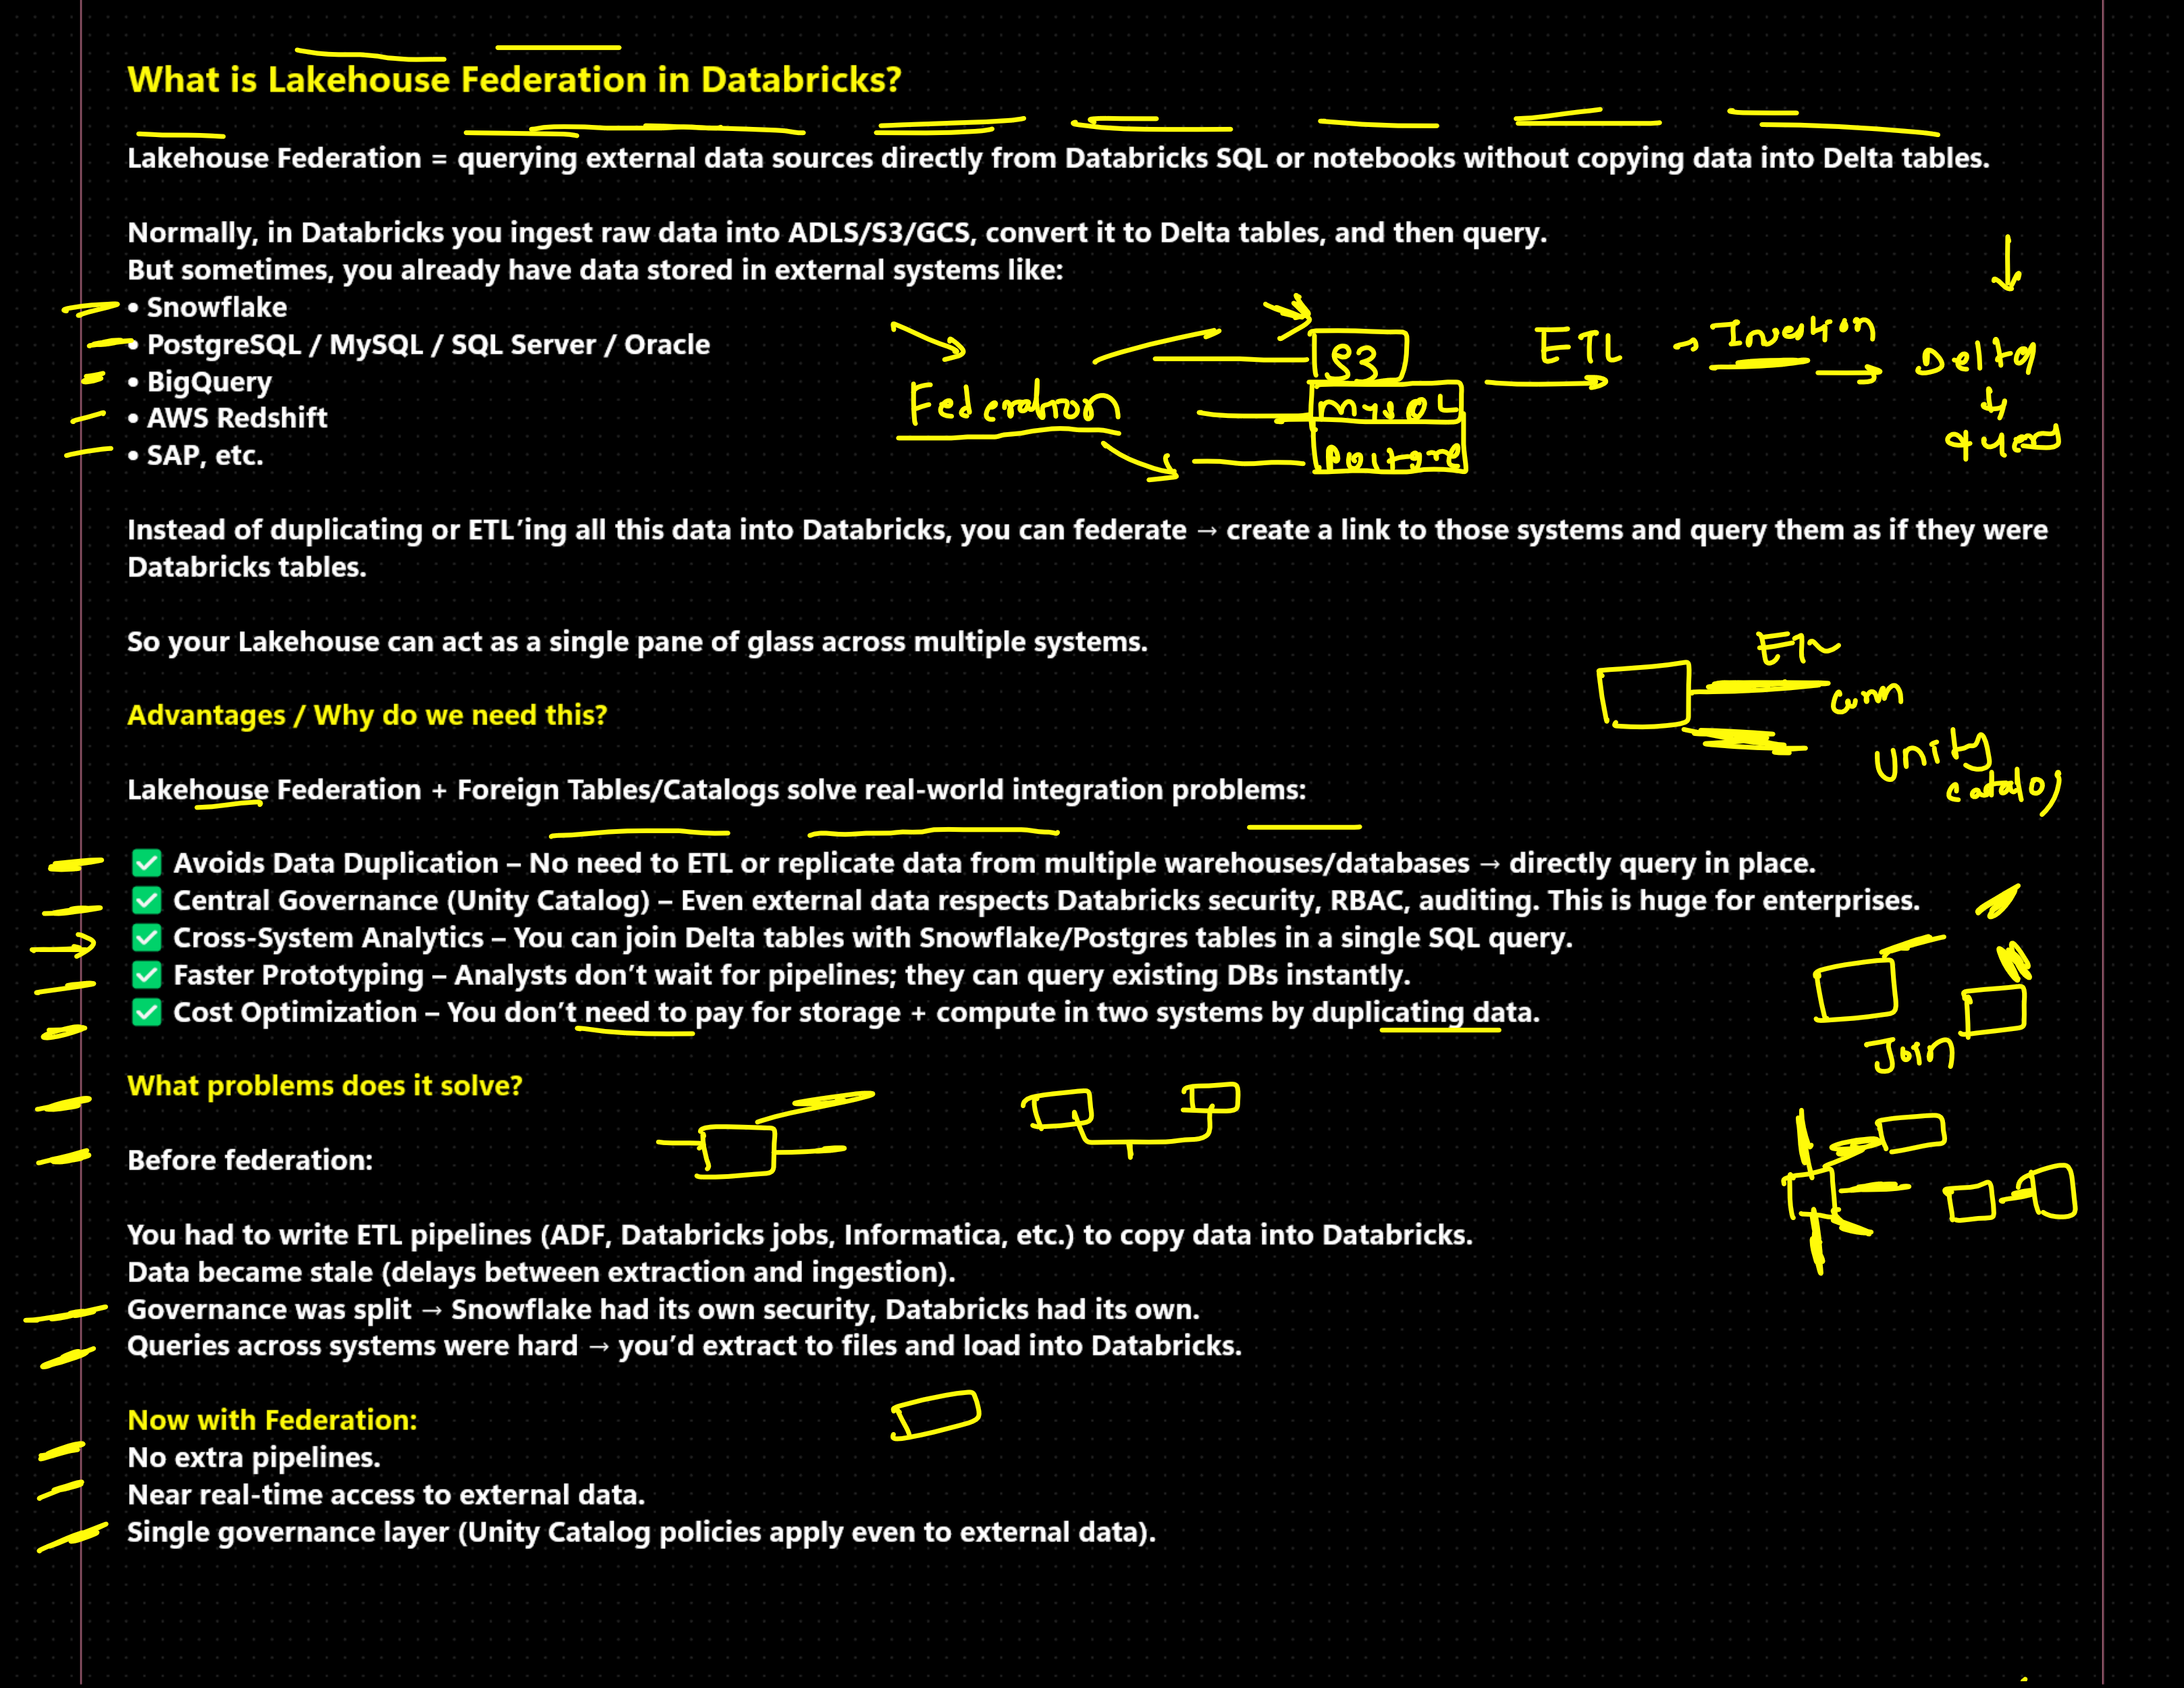 What is Lakehouse Federation in Databricks?
Lakehouse Federation = querying external data sources directly from Databricks SQL or notebooks without copying data into Delta tables.
Normally, in Databricks you ingest raw data into ADLS/S3/GCS, convert it to Delta tables, and then query.
But sometimes, you already have data stored in external systems like:
• Snowflake
• PostgreSQL / MySQL / SQL Server / Oracle
• BigQuery
• AWS Redshift
• SAP, etc.
Federation
S3
mysQL
Postgre
ETL
Delta
Instead of duplicating or ETL’ing all this data into Databricks, you can federate → create a link to those systems and query them as if they were
Databricks tables.
So your Lakehouse can act as a single pane of glass across multiple systems.
conn
Unity
catalog
Advantages / Why do we need this?
Lakehouse Federation + Foreign Tables/Catalogs solve real-world integration problems:
✅ Avoids Data Duplication – No need to ETL or replicate data from multiple warehouses/databases → directly query in place.
✅ Central Governance (Unity Catalog) – Even external data respects Databricks security, RBAC, auditing. This is huge for enterprises.
✅ Cross-System Analytics – You can join Delta tables with Snowflake/Postgres tables in a single SQL query.
✅ Faster Prototyping – Analysts don’t wait for pipelines; they can query existing DBs instantly.
✅ Cost Optimization – You don’t need to pay for storage + compute in two systems by duplicating data.
Join
What problems does it solve?
Before federation:
You had to write ETL pipelines (ADF, Databricks jobs, Informatica, etc.) to copy data into Databricks.
Data became stale (delays between extraction and ingestion).
Governance was split → Snowflake had its own security, Databricks had its own.
Queries across systems were hard → you’d extract to files and load into Databricks.
Now with Federation:
No extra pipelines.
Near real-time access to external data.
Single governance layer (Unity Catalog policies apply even to external data).